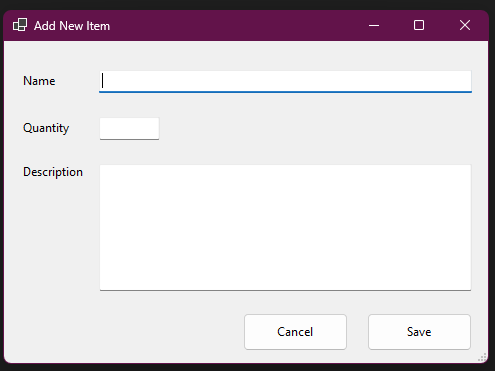 Add New Item
Name
Quantity
Description
Cancel
Save